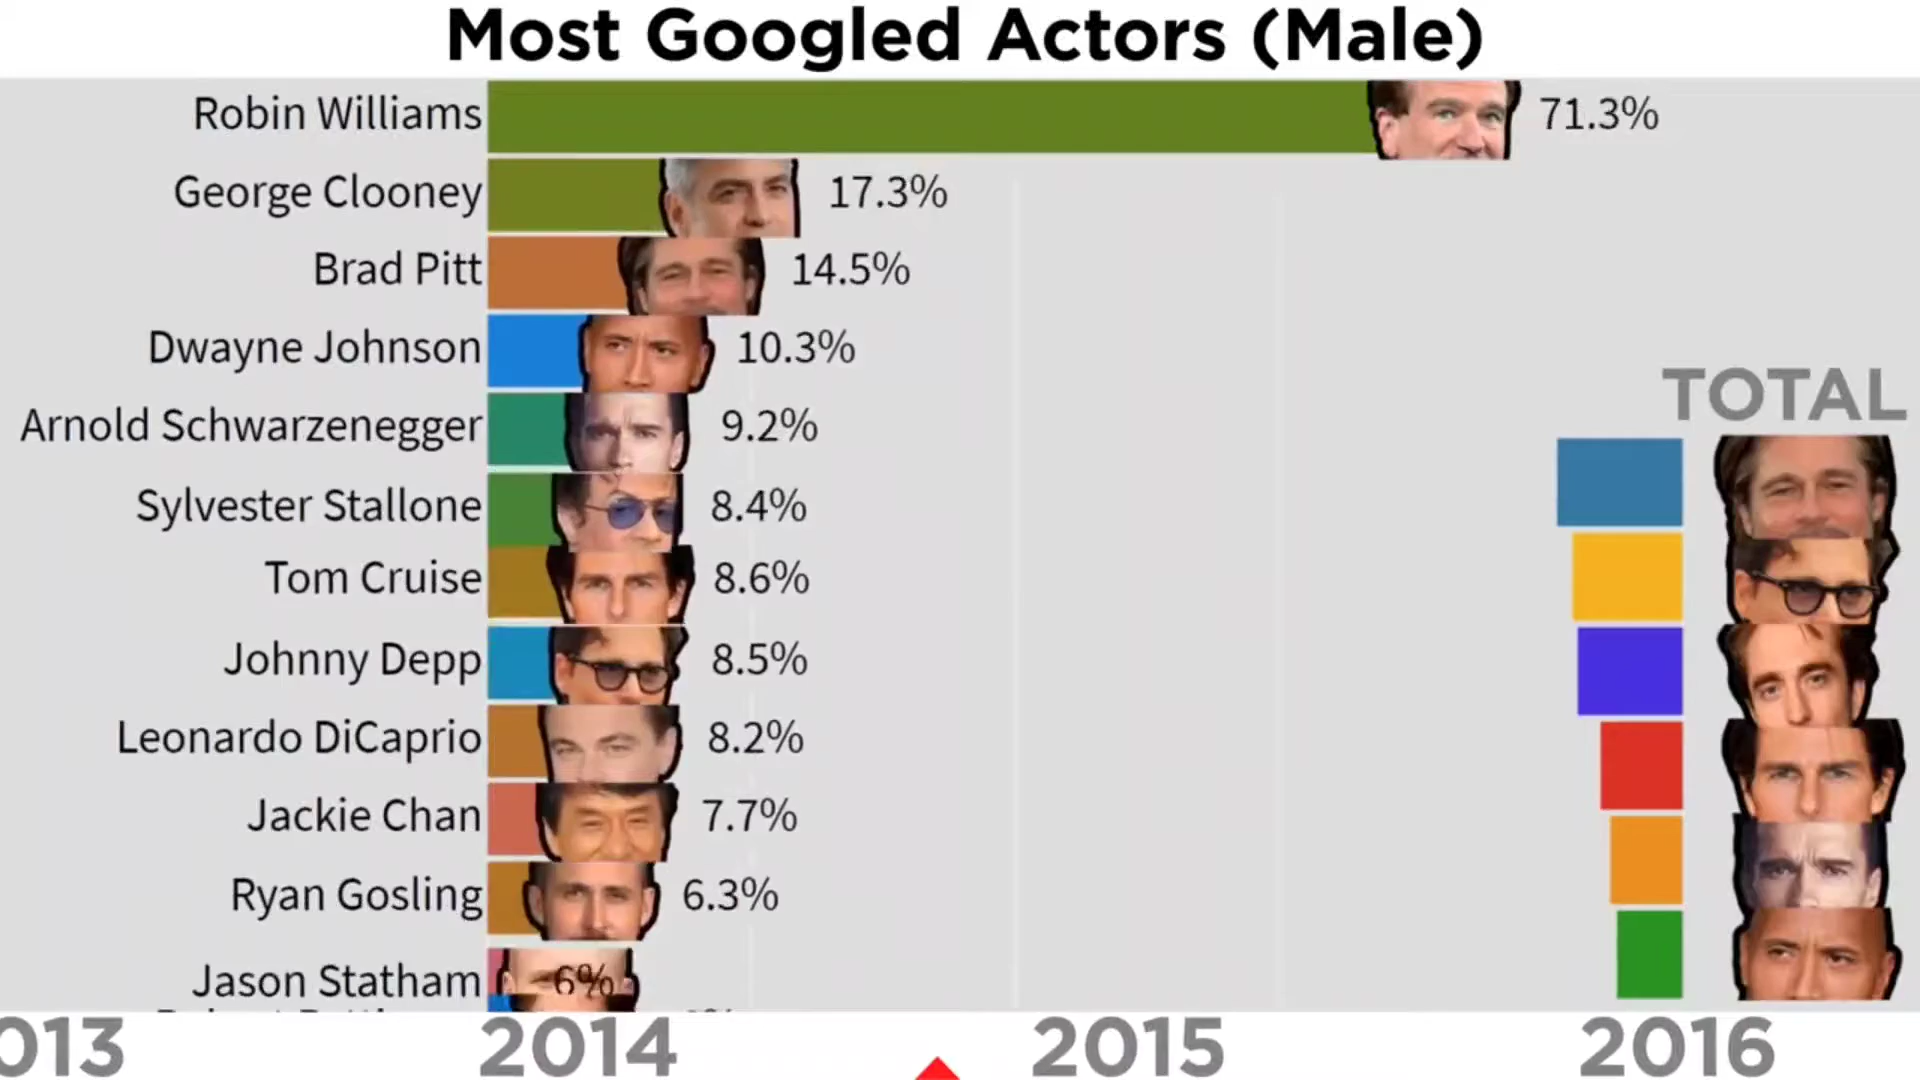 Most Googled Actors (Male)
Robin Williams 71.3%
George Clooney 17.3%
Brad Pitt 14.5%
Dwayne Johnson 10.3%
Arnold Schwarzenegger 9.2%
Sylvester Stallone 8.4%
Tom Cruise 8.6%
Johnny Depp 8.5%
Leonardo DiCaprio 8.2%
Jackie Chan 7.7%
Ryan Gosling 6.3%
Jason Statham 6%
TOTAL
013 2014 2015 2016